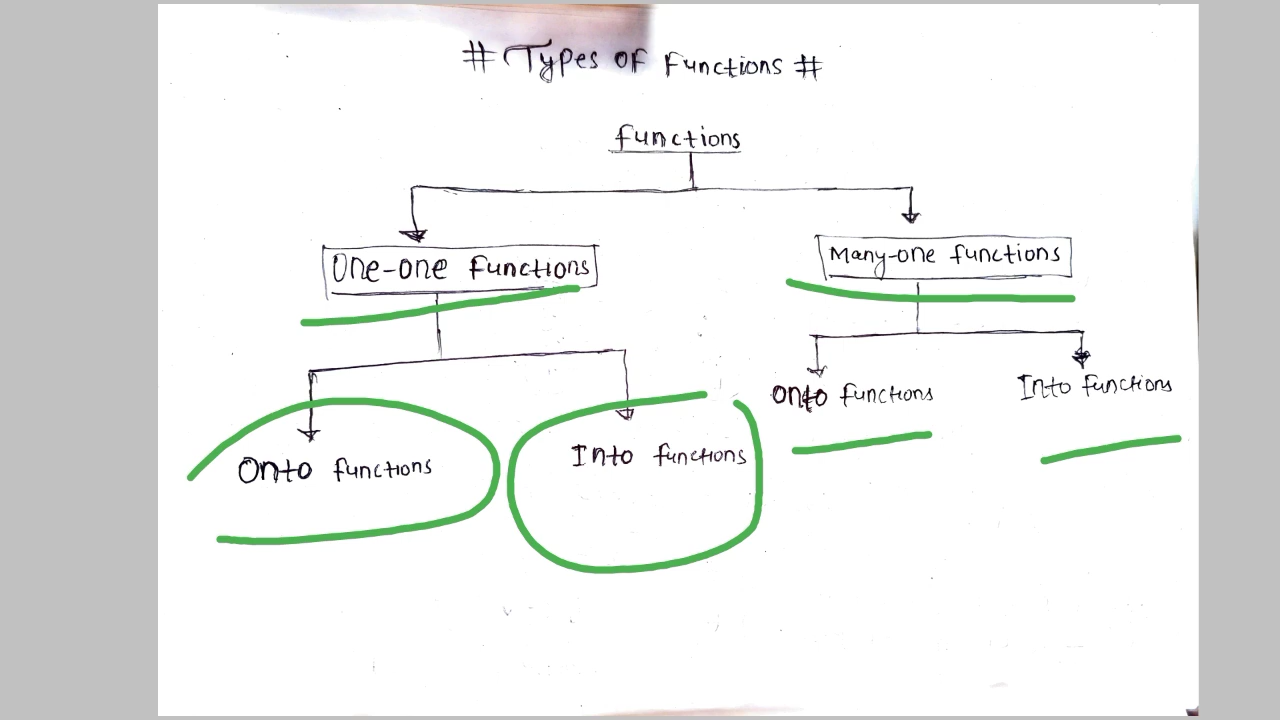 # Types of Functions #
functions
One-one functions
Many-one functions
Onto functions
Into functions
Onto functions
Into functions